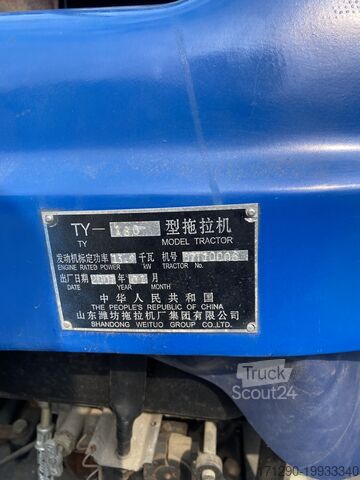 TY-180 型拖拉机
TY MODEL TRACTOR
发动机标定功率 千瓦 机号
ENGINE RATED POWER kW TRACTOR No.
出厂日期 年 月
DATE YEAR MONTH
中华人民共和国
THE PEOPLE'S REPUBLIC OF CHINA
山东潍坊拖拉机厂集团有限公司
SHANDONG WEITUO GROUP CO.,LTD.
Truck
Scout24
171290-19933340